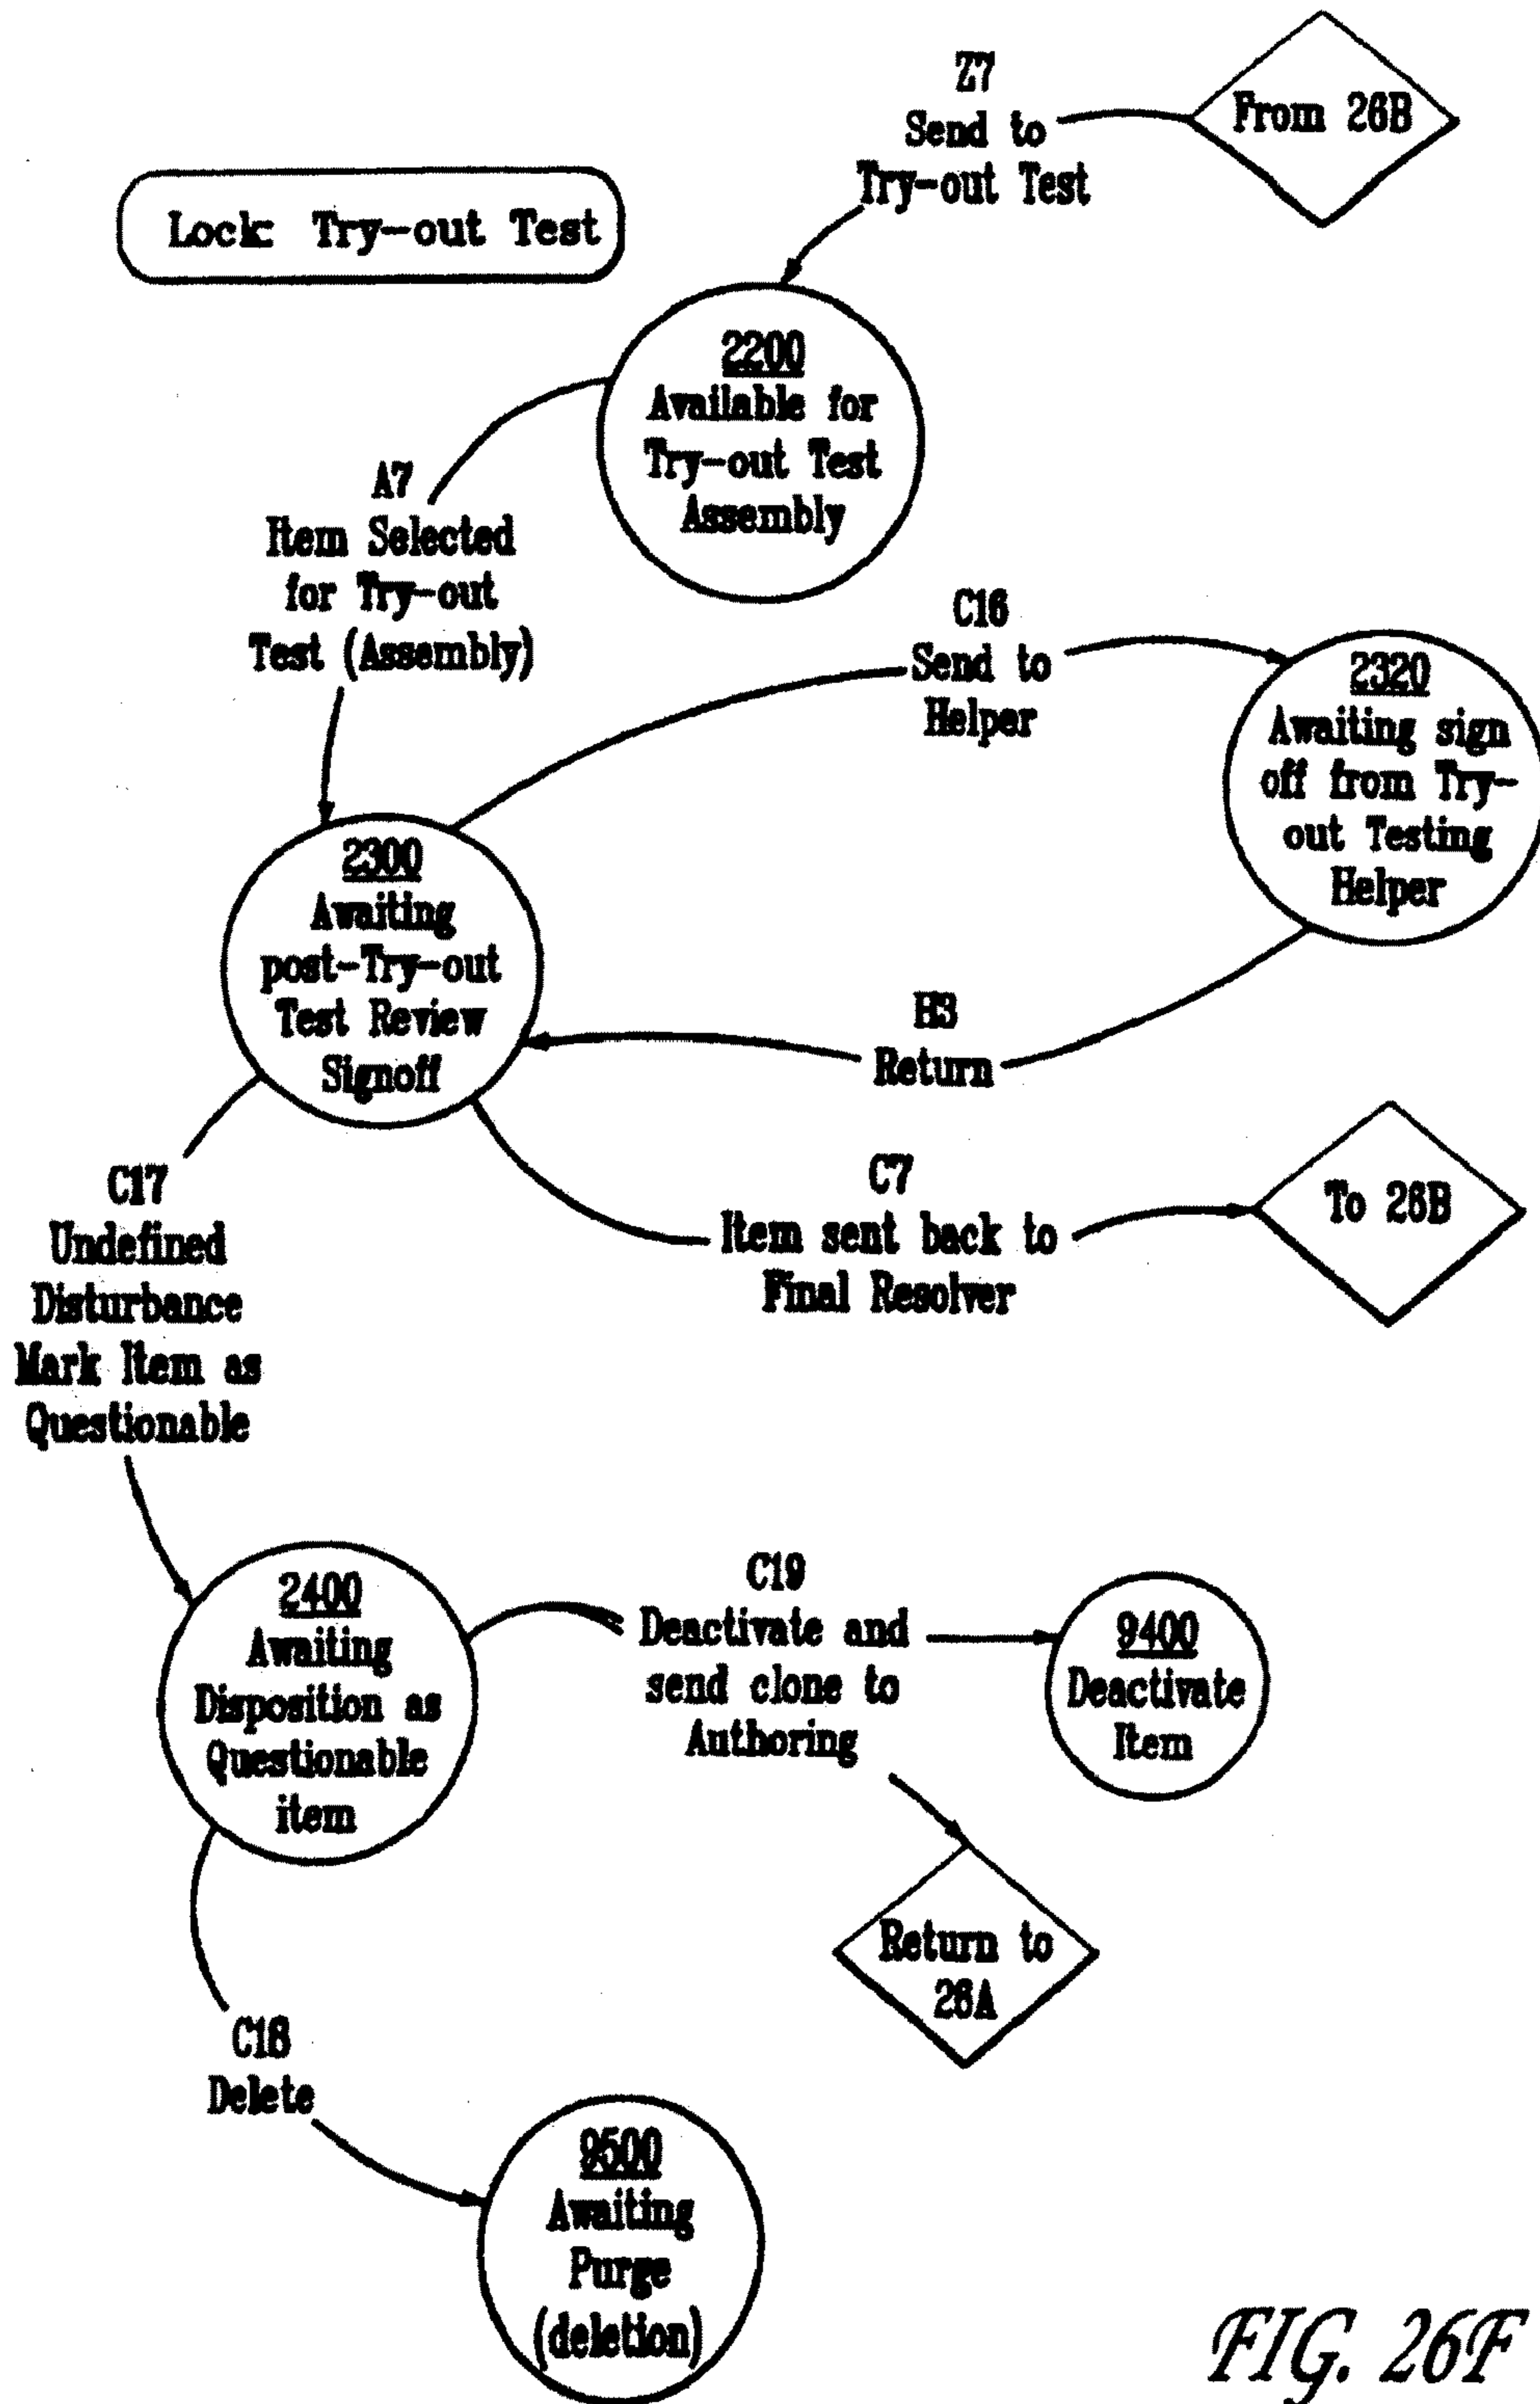 Z7
Send to
Try-out Test
From 26B
Lock: Try-out Test
2200
Available for
Try-out Test
Assembly
A7
Item Selected
for Try-out
Test (Assembly)
C16
Send to
Helper
2320
Awaiting sign
off from Try-
out Testing
Helper
2300
Awaiting
post-Try-out
Test Review
Signoff
H3
Return
C7
Item sent back to
Final Resolver
To 26B
C17
Undefined
Disturbance
Mark Item as
Questionable
2400
Awaiting
Disposition as
Questionable
item
C19
Deactivate and
send clone to
Authoring
9400
Deactivate
Item
Return to
26A
C18
Delete
9500
Awaiting
Purge
(deletion)
FIG. 26F